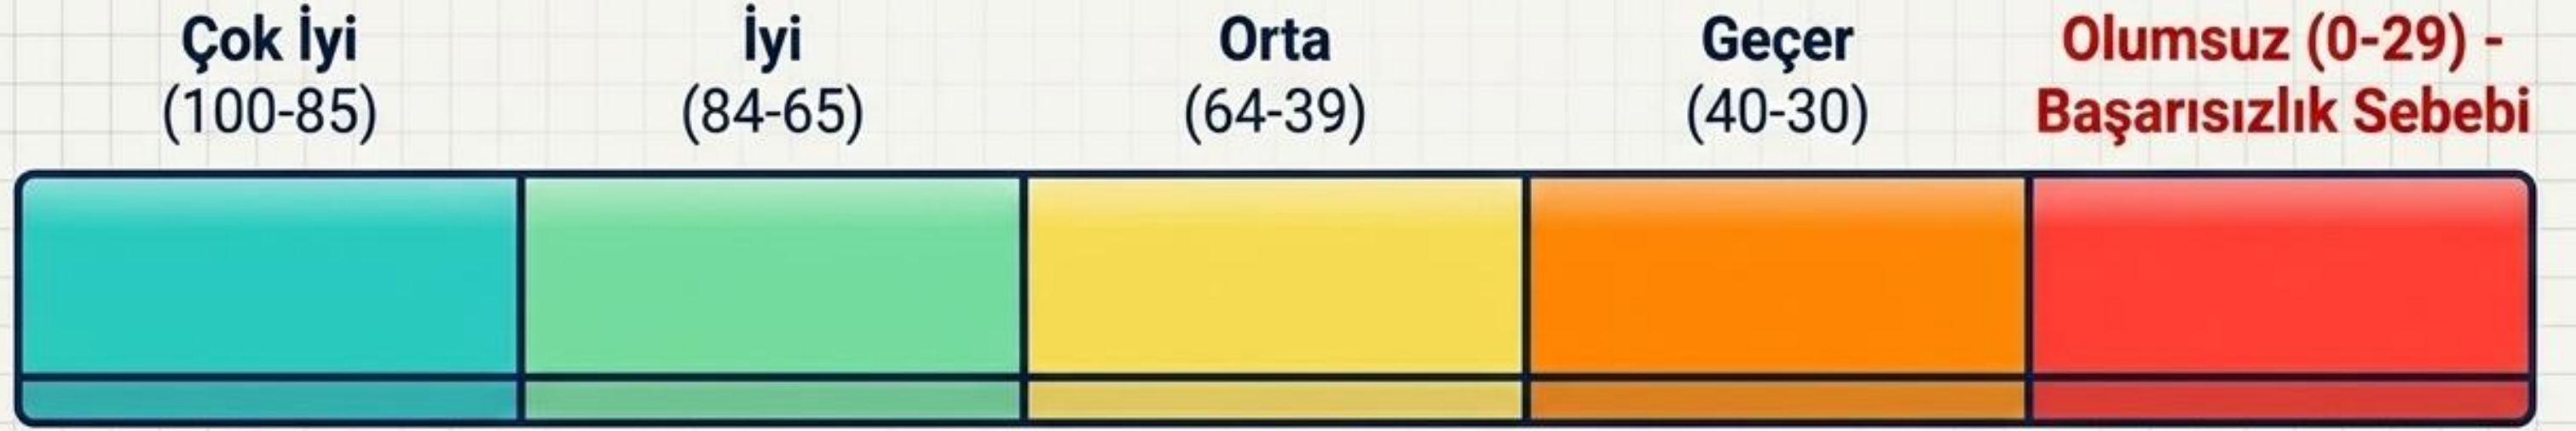 Çok İyi
(100-85)
İyi
(84-65)
Orta
(64-39)
Geçer
(40-30)
Olumsuz (0-29) -
Başarısızlık Sebebi